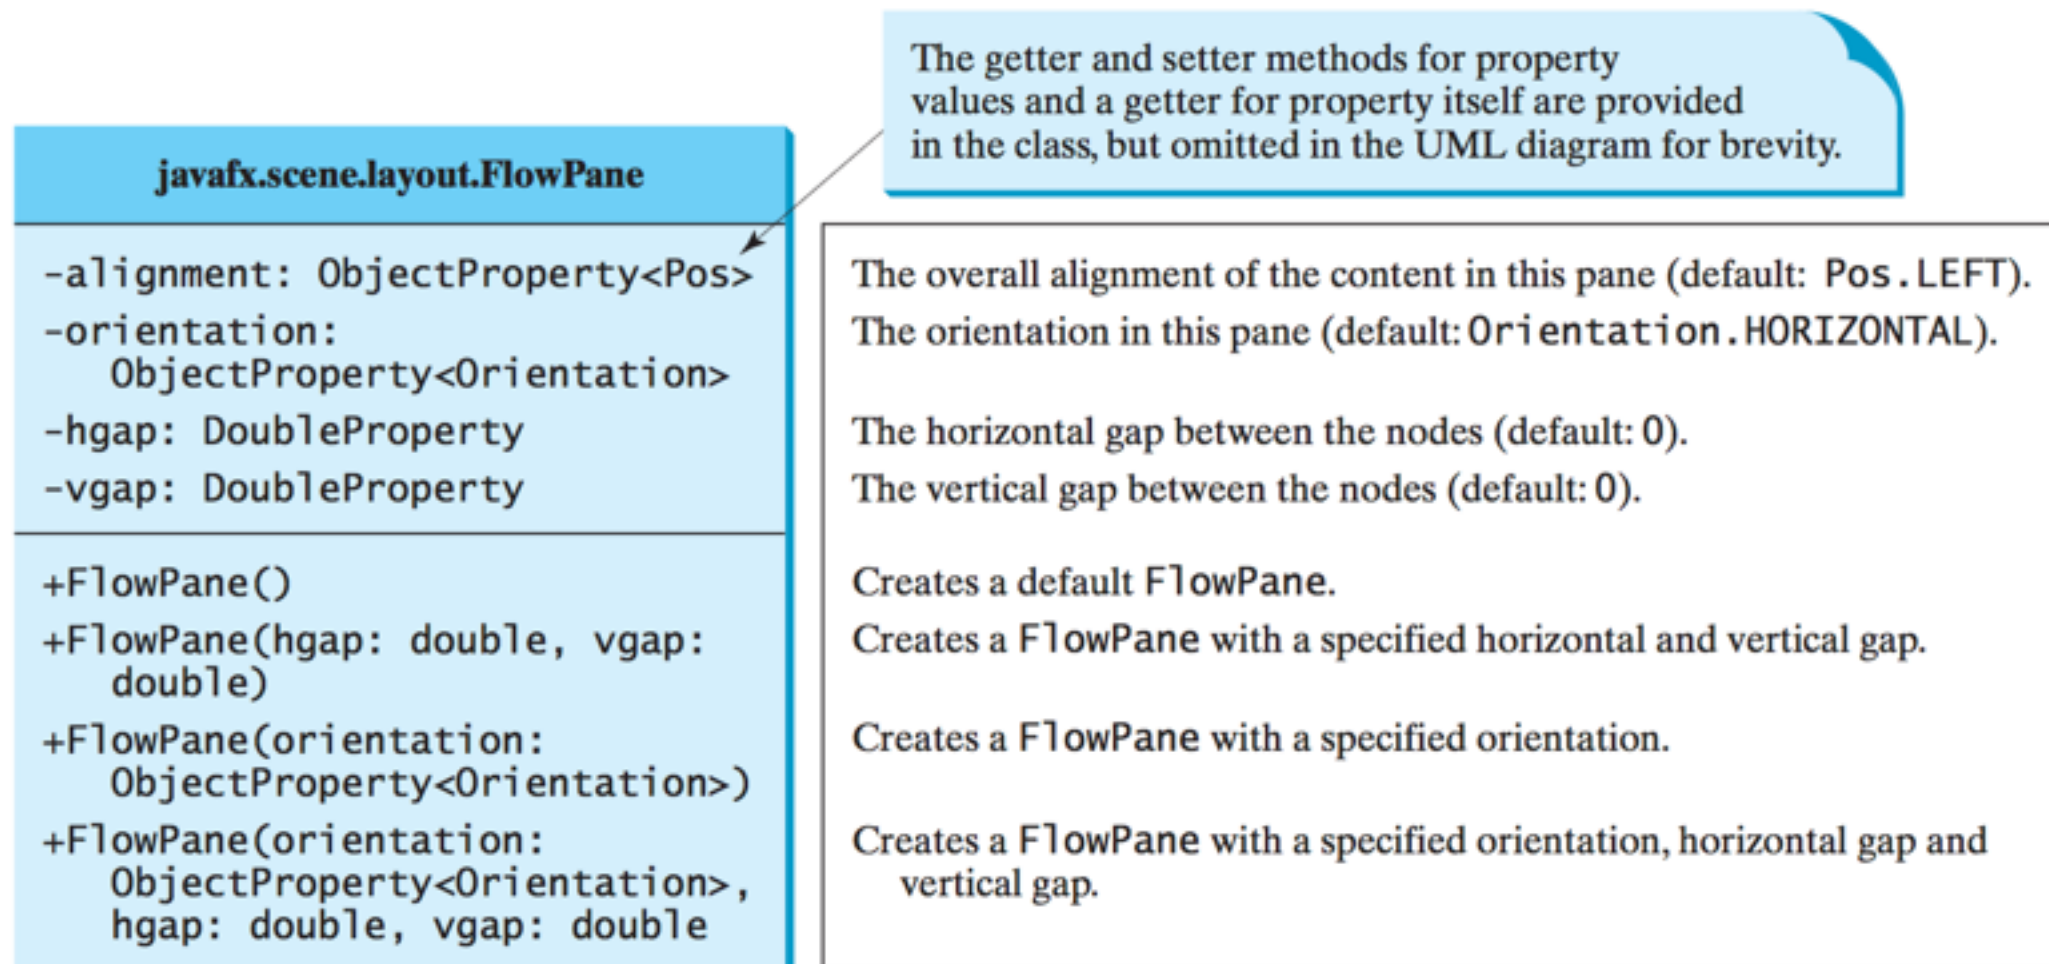 The getter and setter methods for property
values and a getter for property itself are provided
in the class, but omitted in the UML diagram for brevity.
javafx.scene.layout.FlowPane
-alignment: ObjectProperty<Pos>
The overall alignment of the content in this pane (default: Pos.LEFT).
-orientation:
ObjectProperty<Orientation>
The orientation in this pane (default: Orientation.HORIZONTAL).
-hgap: DoubleProperty
The horizontal gap between the nodes (default: 0).
-vgap: DoubleProperty
The vertical gap between the nodes (default: 0).
+FlowPane()
Creates a default FlowPane.
+FlowPane(hgap: double, vgap:
double)
Creates a FlowPane with a specified horizontal and vertical gap.
+FlowPane(orientation:
ObjectProperty<Orientation>)
Creates a FlowPane with a specified orientation.
+FlowPane(orientation:
ObjectProperty<Orientation>,
hgap: double, vgap: double
Creates a FlowPane with a specified orientation, horizontal gap and
vertical gap.